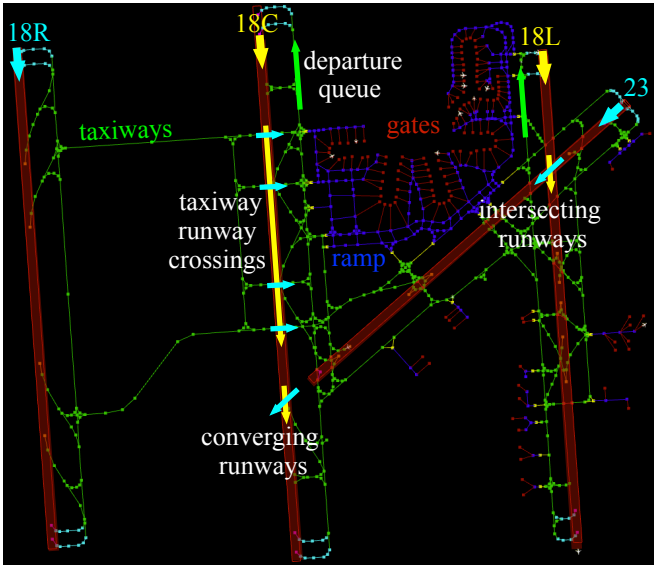 18R
18C
18L
23
departure
queue
taxiways
gates
taxiway
runway
crossings
intersecting
runways
ramp
converging
runways